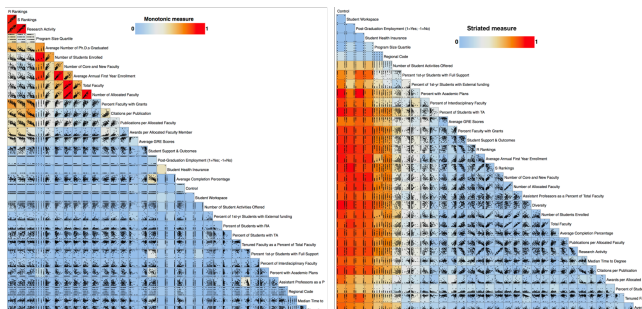 R Rankings
S Rankings
Research Activity
Program Size Quantile
Average Number of Ph.D.s Graduated
Number of Students Enrolled
Number of Core and New Faculty
Average Annual First Year Enrollment
Total Faculty
Number of Allocated Faculty
Percent Faculty with Grants
Citations per Publication
Publications per Allocated Faculty
Awards per Allocated Faculty Member
Average GRE Scores
Student Support & Outcomes
Post-Graduation Employment (1=Yes; -1=No)
Student Health Insurance
Average Completion Percentage
Control
Student Workspace
Number of Student Activities Offered
Percent of 1st-yr Students with External funding
Percent of Students with RA
Percent of Students with TA
Tenured Faculty as a Percent of Total Faculty
Percent 1st-yr Students with Full Support
Percent of Interdisciplinary Faculty
Percent with Academic Plans
Assistant Professors as a P
Regional Code
Median Time to
Monotonic measure
0 1
Control
Student Workspace
Post-Graduation Employment (1=Yes; -1=No)
Student Health Insurance
Program Size Quantile
Regional Code
Number of Student Activities Offered
Percent 1st-yr Students with Full Support
Percent of 1st-yr Students with External funding
Percent with Academic Plans
Percent of Interdisciplinary Faculty
Percent of Students with TA
Average GRE Scores
Percent Faculty with Grants
Student Support & Outcomes
R Rankings
Average Annual First Year Enrollment
S Rankings
Number of Core and New Faculty
Number of Allocated Faculty
Assistant Professors as a Percent of Total Faculty
Diversity
Number of Students Enrolled
Total Faculty
Average Completion Percentage
Publications per Allocated Faculty
Research Activity
Median Time to Degree
Citations per Publication
Awards per Allocated
Percent of Stude
Tenured F
Striated measure
0 1